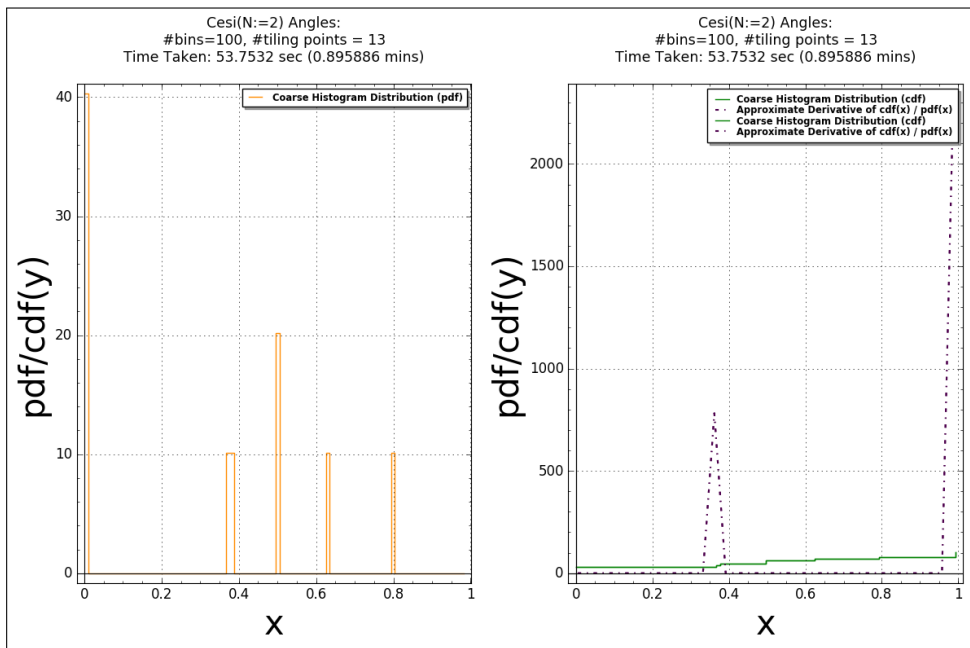 Cesi(N:=2) Angles:
#bins=100, #tiling points = 13
Time Taken: 53.7532 sec (0.895886 mins)
Coarse Histogram Distribution (pdf)
40
30
20
10
0
0
0.2
0.4
0.6
0.8
1
pdf/cdf(y)
x
Cesi(N:=2) Angles:
#bins=100, #tiling points = 13
Time Taken: 53.7532 sec (0.895886 mins)
Coarse Histogram Distribution (cdf)
Approximate Derivative of cdf(x) / pdf(x)
Coarse Histogram Distribution (cdf)
Approximate Derivative of cdf(x) / pdf(x)
2000
1500
1000
500
0
0
0.2
0.4
0.6
0.8
1
pdf/cdf(y)
x